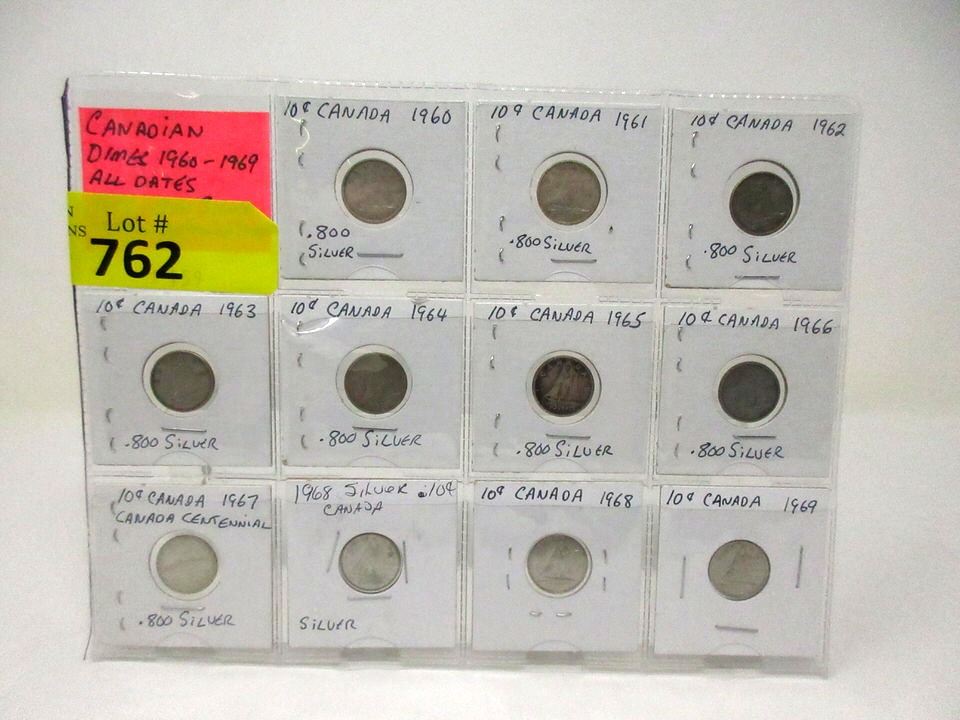 CANADIAN
DIMES 1960-1969
ALL DATES
N
NS
Lot #
762
10¢ CANADA 1960
.800
SILVER
10¢ CANADA 1961
.800 SILVER
10¢ CANADA 1962
.800 SILVER
10¢ CANADA 1963
.800 SILVER
10¢ CANADA 1964
.800 SILVER
10¢ CANADA 1965
.800 SILVER
10¢ CANADA 1966
.800 SILVER
10¢ CANADA 1967
CANADA CENTENNIAL
.800 SILVER
1968 SILVER .10¢
CANADA
SILVER
10¢ CANADA 1968
10¢ CANADA 1969